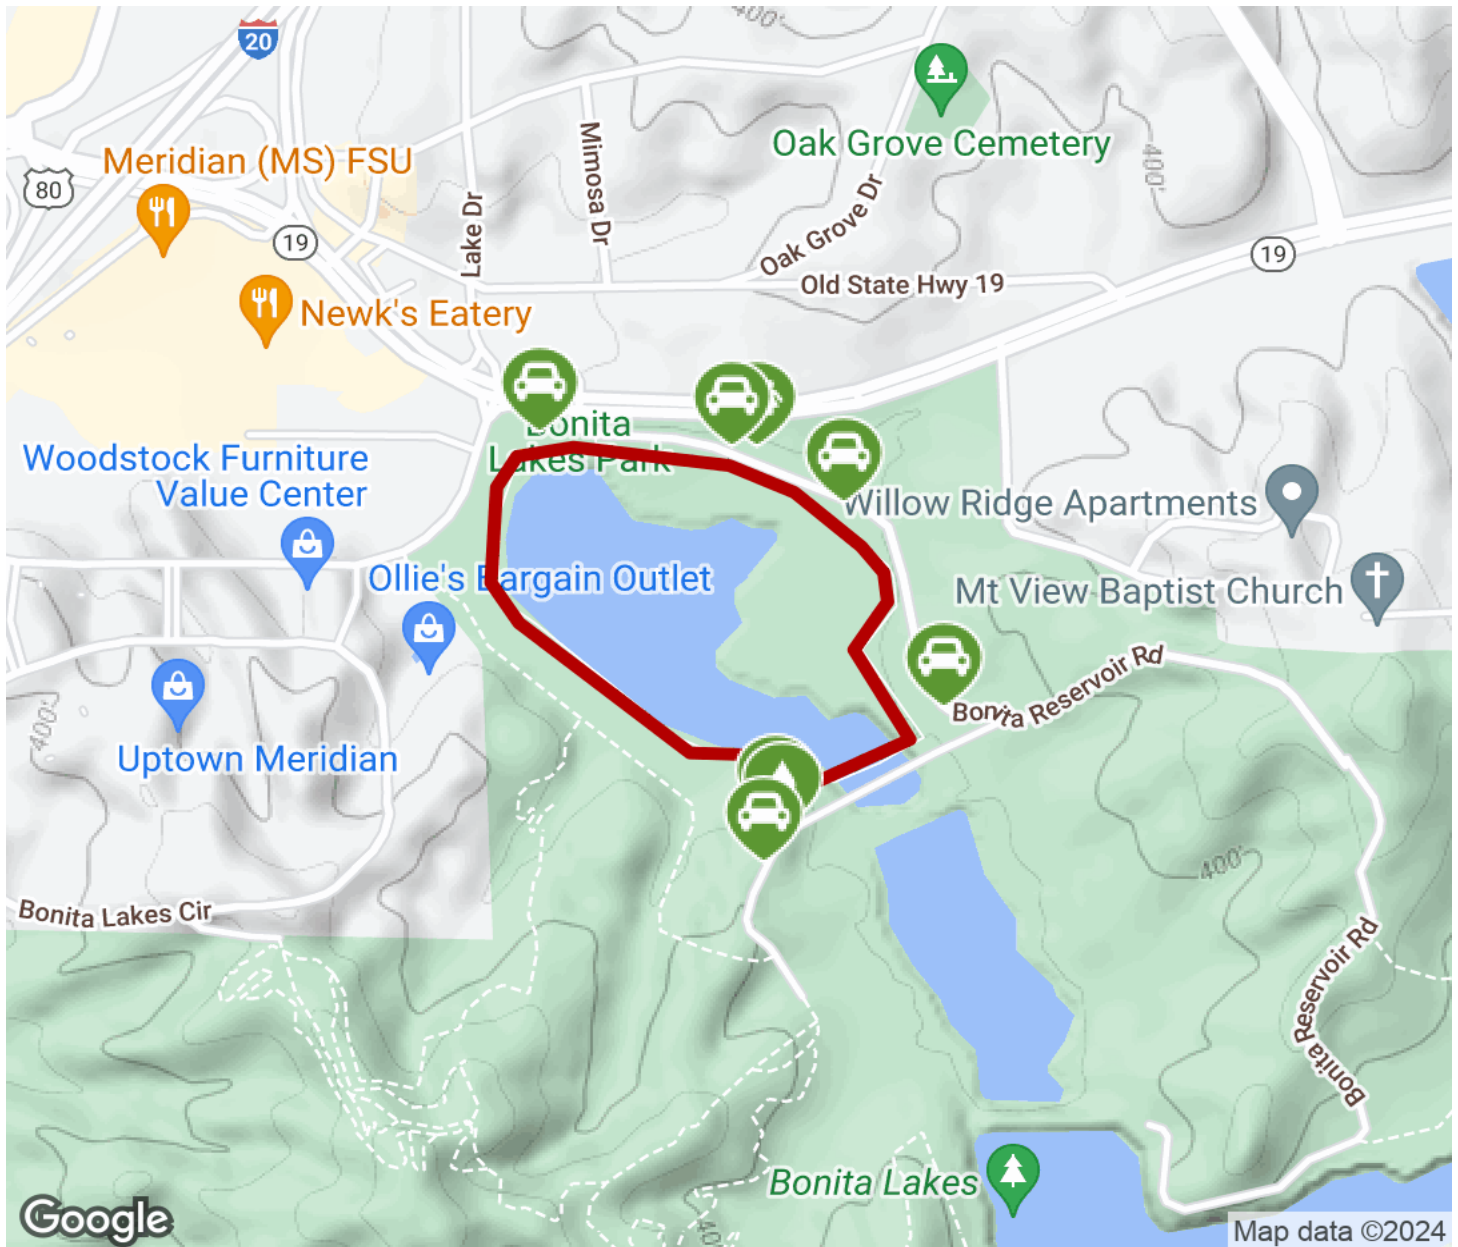 400'
20
Oak Grove Cemetery
Meridian (MS) FSU
80
Mimosa Dr
400'
Lake Dr
19
Oak Grove Dr
19
Old State Hwy 19
Newk's Eatery
Bonita
Lakes Park
Woodstock Furniture
Value Center
Willow Ridge Apartments
Ollie's Bargain Outlet
Mt View Baptist Church
Bonita Reservoir Rd
400'
Uptown Meridian
400'
Bonita Lakes Cir
Bonita Reservoir Rd
Bonita Lakes
400'
Google
Map data ©2024